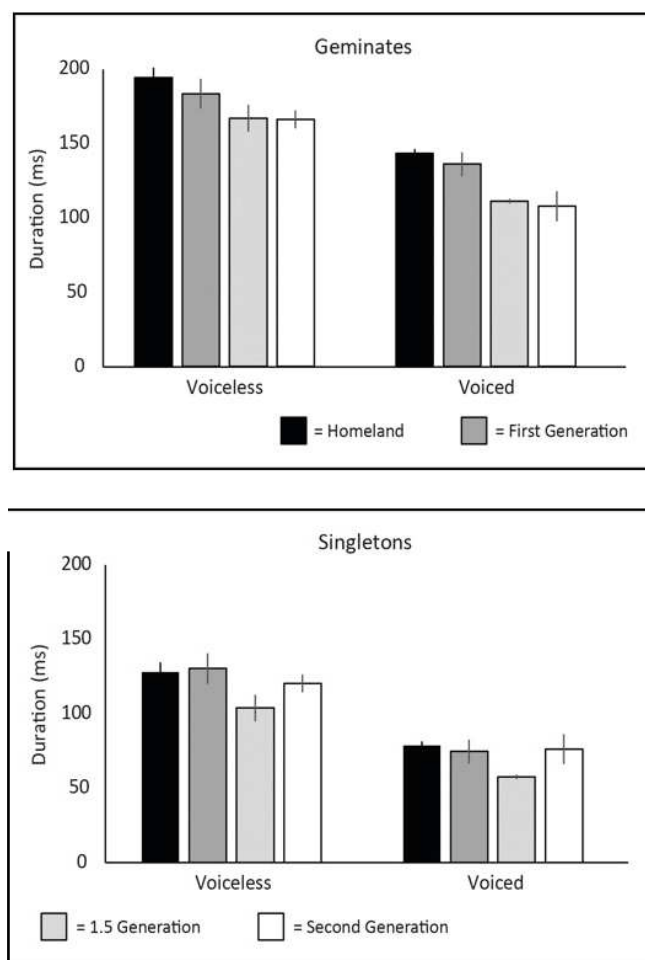 Geminates
200
150
100
50
0
Duration (ms)
Voiceless Voiced
= Homeland = First Generation
Singletons
200
150
100
50
0
Duration (ms)
Voiceless Voiced
= 1.5 Generation = Second Generation